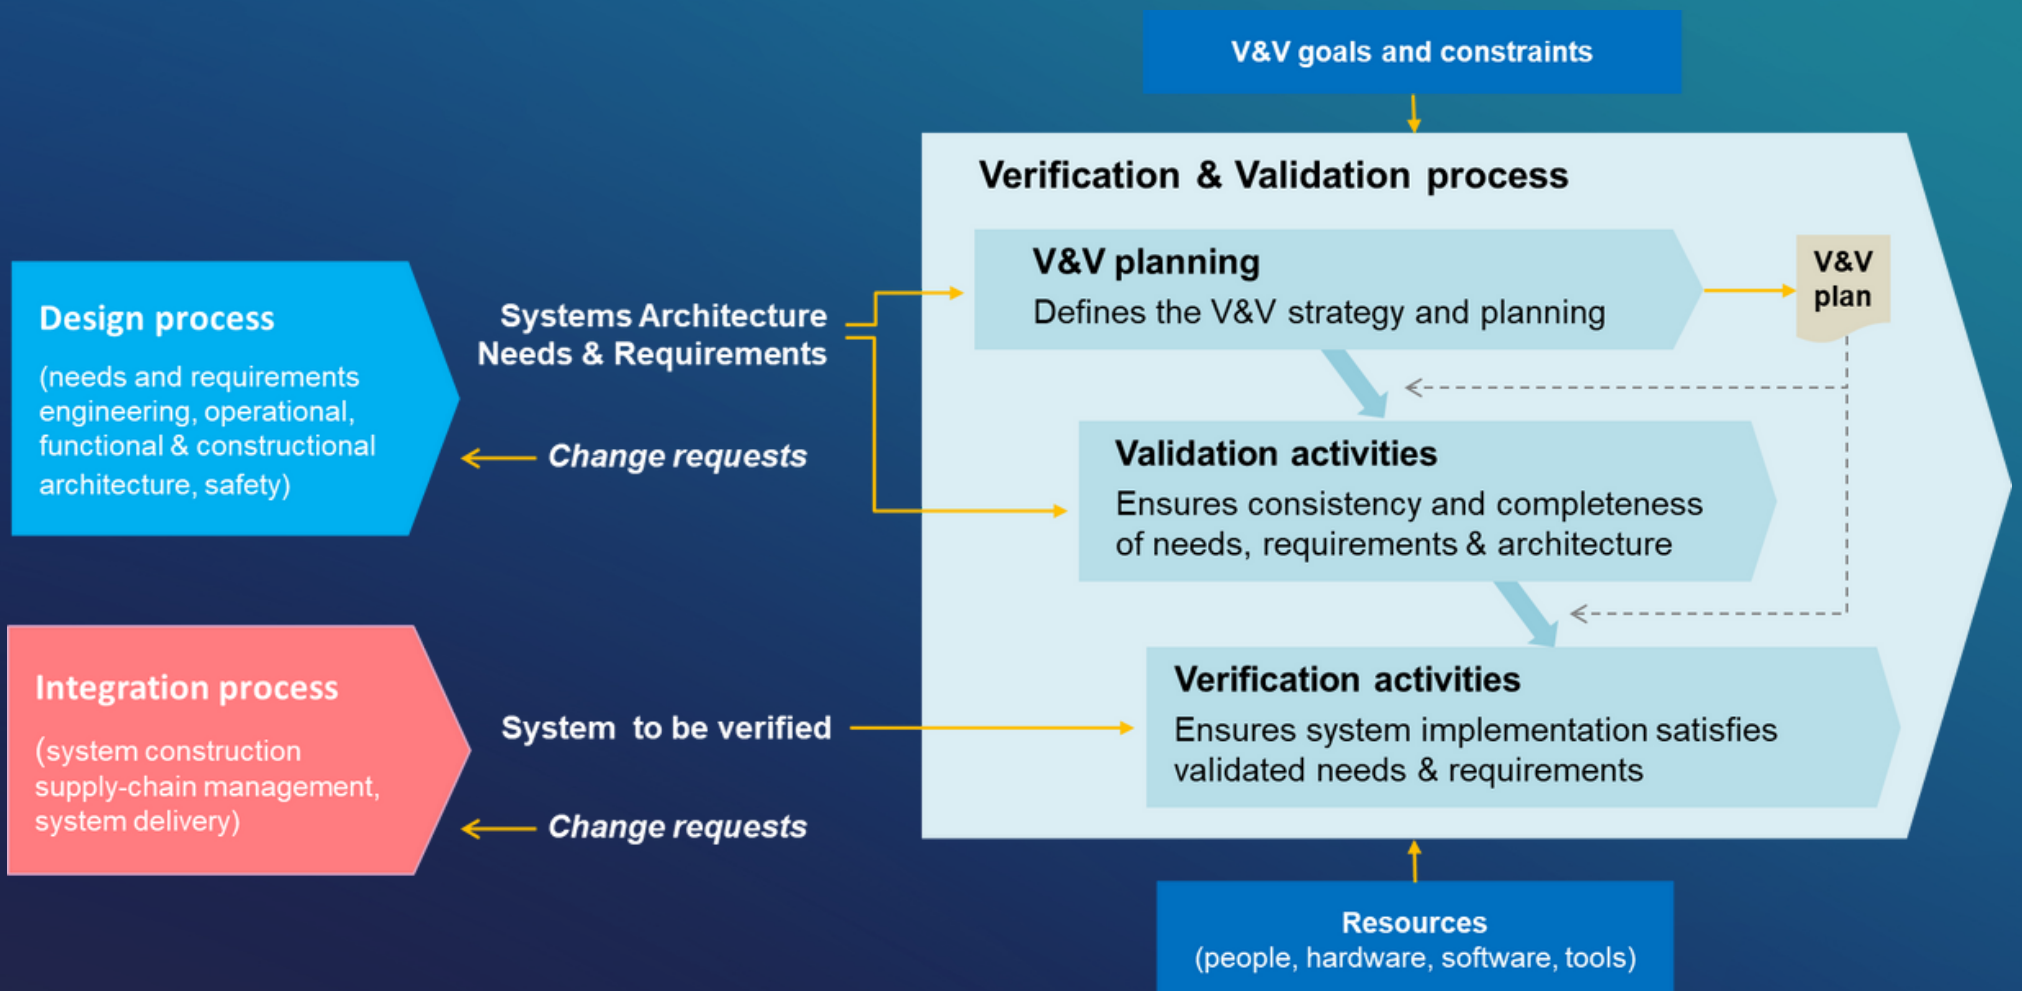 V&V goals and constraints
Verification & Validation process
V&V planning
Defines the V&V strategy and planning
V&V
plan
Design process
(needs and requirements
engineering, operational,
functional & constructional
architecture, safety)
Systems Architecture
Needs & Requirements
Change requests
Validation activities
Ensures consistency and completeness
of needs, requirements & architecture
Integration process
(system construction
supply-chain management,
system delivery)
System to be verified
Change requests
Verification activities
Ensures system implementation satisfies
validated needs & requirements
Resources
(people, hardware, software, tools)